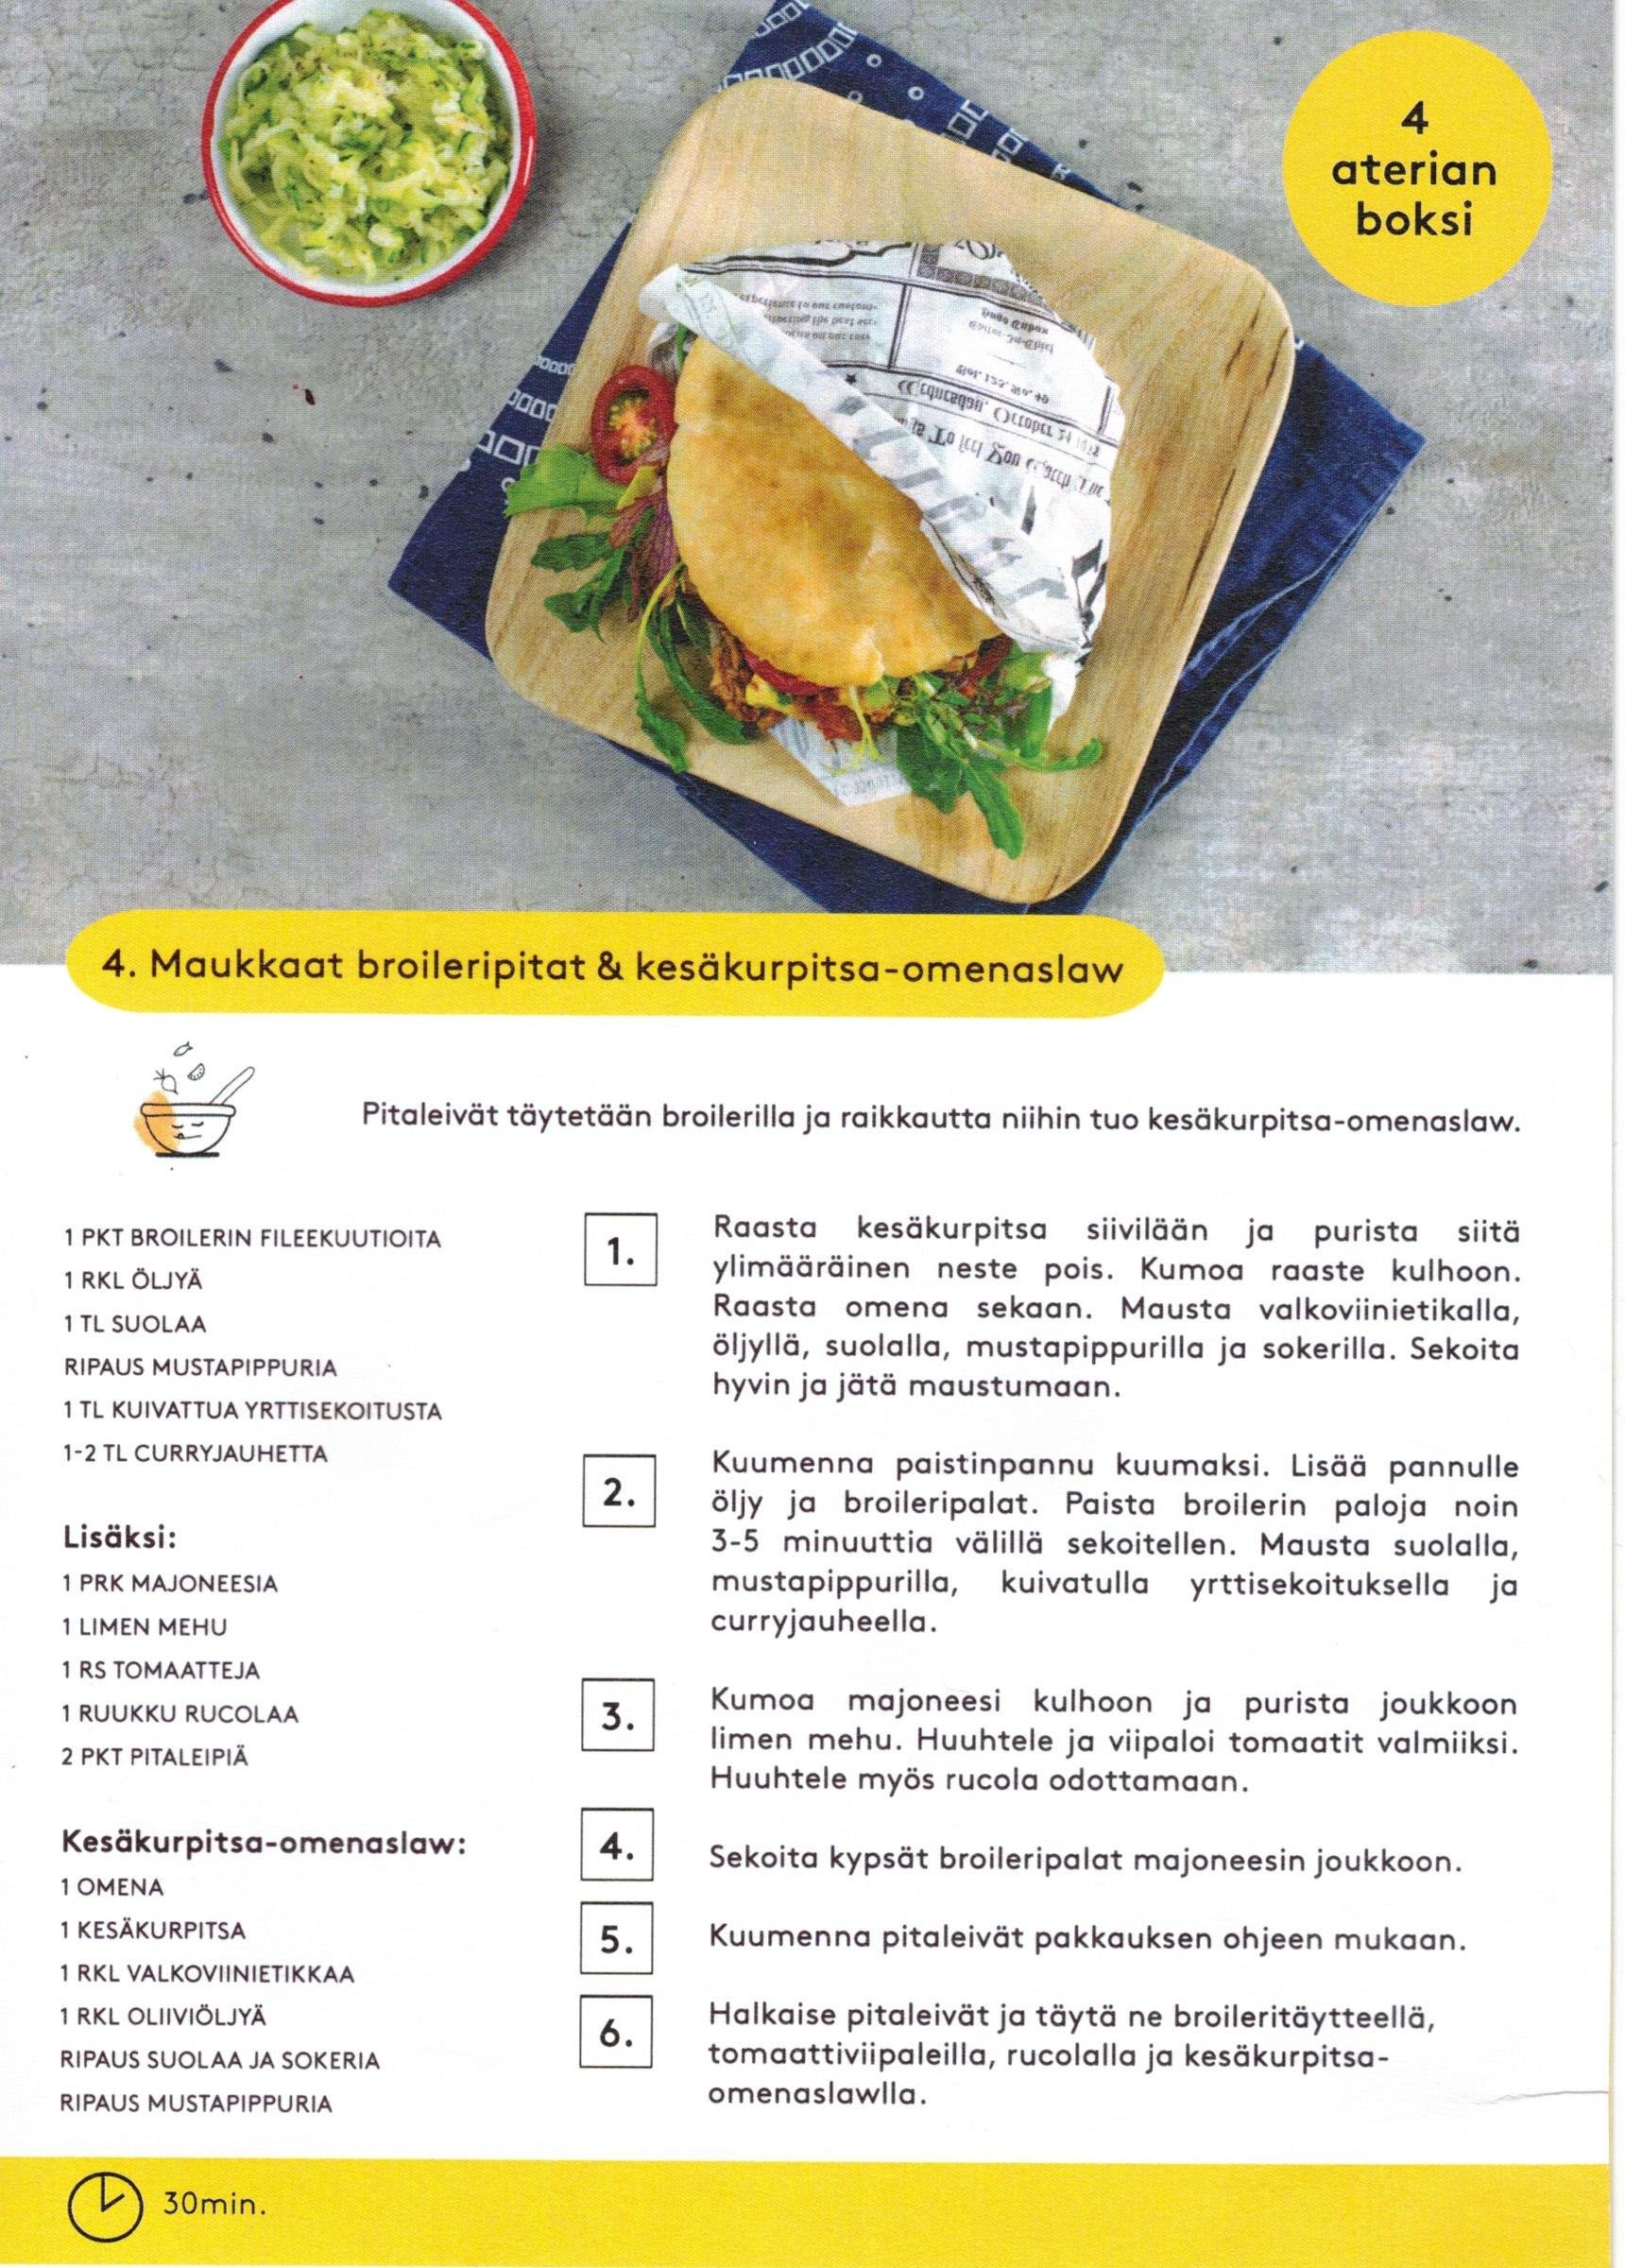 4
aterian
boksi
4. Maukkaat broileripitat & kesäkurpitsa-omenaslaw
Pitaleivät täytetään broilerilla ja raikkautta niihin tuo kesäkurpitsa-omenaslaw.
1 PKT BROILERIN FILEEKUUTIOITA
1 RKL ÖLJYÄ
1 TL SUOLAA
RIPAUS MUSTAPIPPURIA
1 TL KUIVATTUA YRTTISEKOITUSTA
1-2 TL CURRYJAUHETTA
Lisäksi:
1 PRK MAJONEESIA
1 LIMEN MEHU
1 RS TOMAATTEJA
1 RUUKKU RUCOLAA
2 PKT PITALEIPIÄ
Kesäkurpitsa-omenaslaw:
1 OMENA
1 KESÄKURPITSA
1 RKL VALKOVIINIETIKKAA
1 RKL OLIIVIÖLJYÄ
RIPAUS SUOLAA JA SOKERIA
RIPAUS MUSTAPIPPURIA
1.
Raasta kesäkurpitsa siivilään ja purista siitä
ylimääräinen neste pois. Kumoa raaste kulhoon.
Raasta omena sekaan. Mausta valkoviinietikalla,
öljyllä, suolalla, mustapippurilla ja sokerilla. Sekoita
hyvin ja jätä maustumaan.
2.
Kuumenna paistinpannu kuumaksi. Lisää pannulle
öljy ja broileripalat. Paista broilerin paloja noin
3-5 minuuttia välillä sekoitellen. Mausta suolalla,
mustapippurilla, kuivatulla yrttisekoituksella ja
curryjauheella.
3.
Kumoa majoneesi kulhoon ja purista joukkoon
limen mehu. Huuhtele ja viipaloi tomaatit valmiiksi.
Huuhtele myös rucola odottamaan.
4.
Sekoita kypsät broileripalat majoneesin joukkoon.
5.
Kuumenna pitaleivät pakkauksen ohjeen mukaan.
6.
Halkaise pitaleivät ja täytä ne broileritäytteellä,
tomaattiviipaleilla, rucolalla ja kesäkurpitsa-
omenaslawlla.
30min.